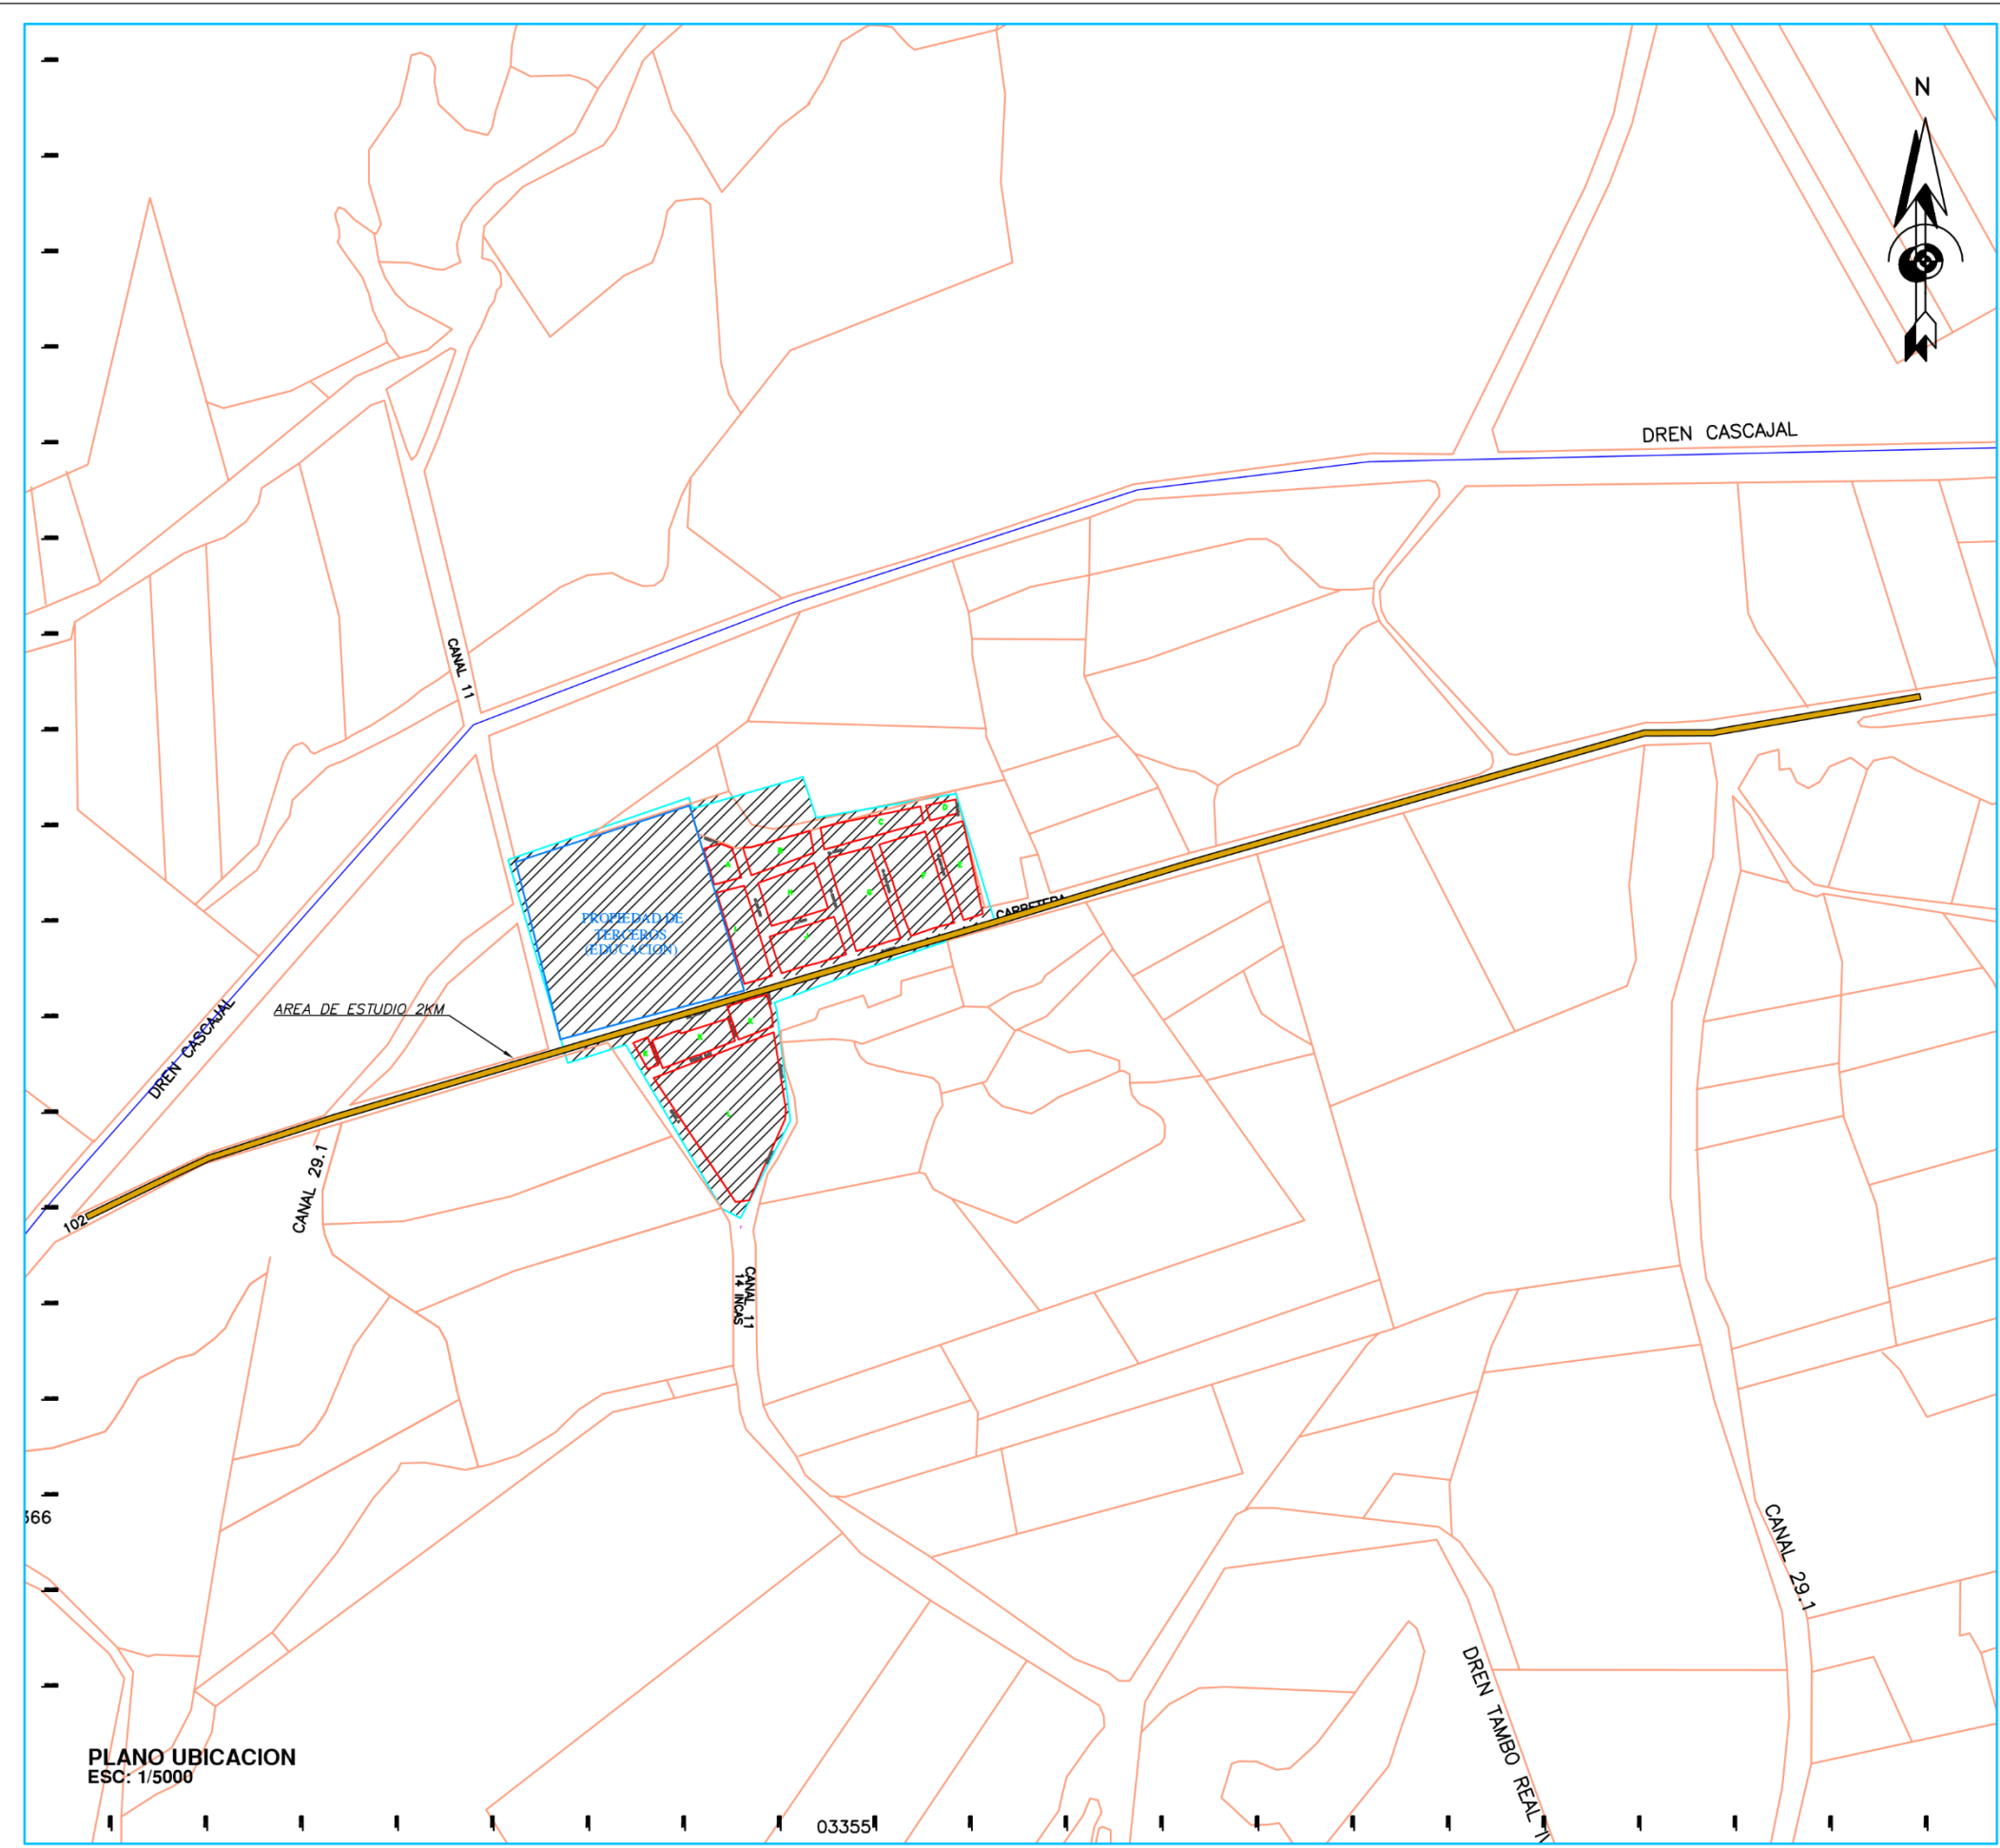 N
DREN CASCAJAL
CANAL 11
C
D
A
B
H
G
F
E
PROPIEDAD DE
TERCEROS
(EDUCACION)
CARRETERA
AREA DE ESTUDIO 2KM
DREN CASCAJAL
102
CANAL 29.1
CANAL 11
14 INCAS
CANAL 29.1
DREN TAMBO REAL
PLANO UBICACION
ESC: 1/5000
03355